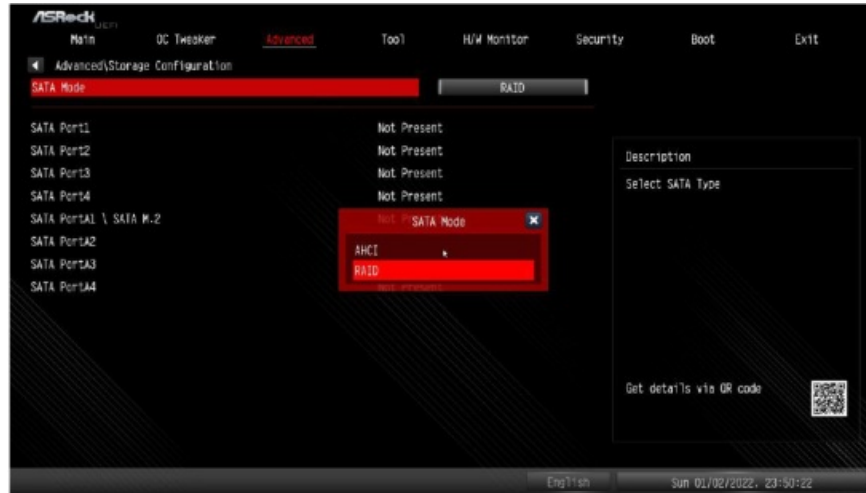 ASRock UEFI
Main OC Tweaker Advanced Tool H/W Monitor Security Boot Exit
Advanced\Storage Configuration
SATA Mode RAID
SATA Port1 Not Present
SATA Port2 Not Present
SATA Port3 Not Present
SATA Port4 Not Present
SATA PortA1 \ SATA M.2
SATA PortA2
SATA PortA3
SATA PortA4 Not Present
SATA Mode
AHCI
RAID
Description
Select SATA Type
Get details via QR code
English Sun 01/02/2022, 23:50:22